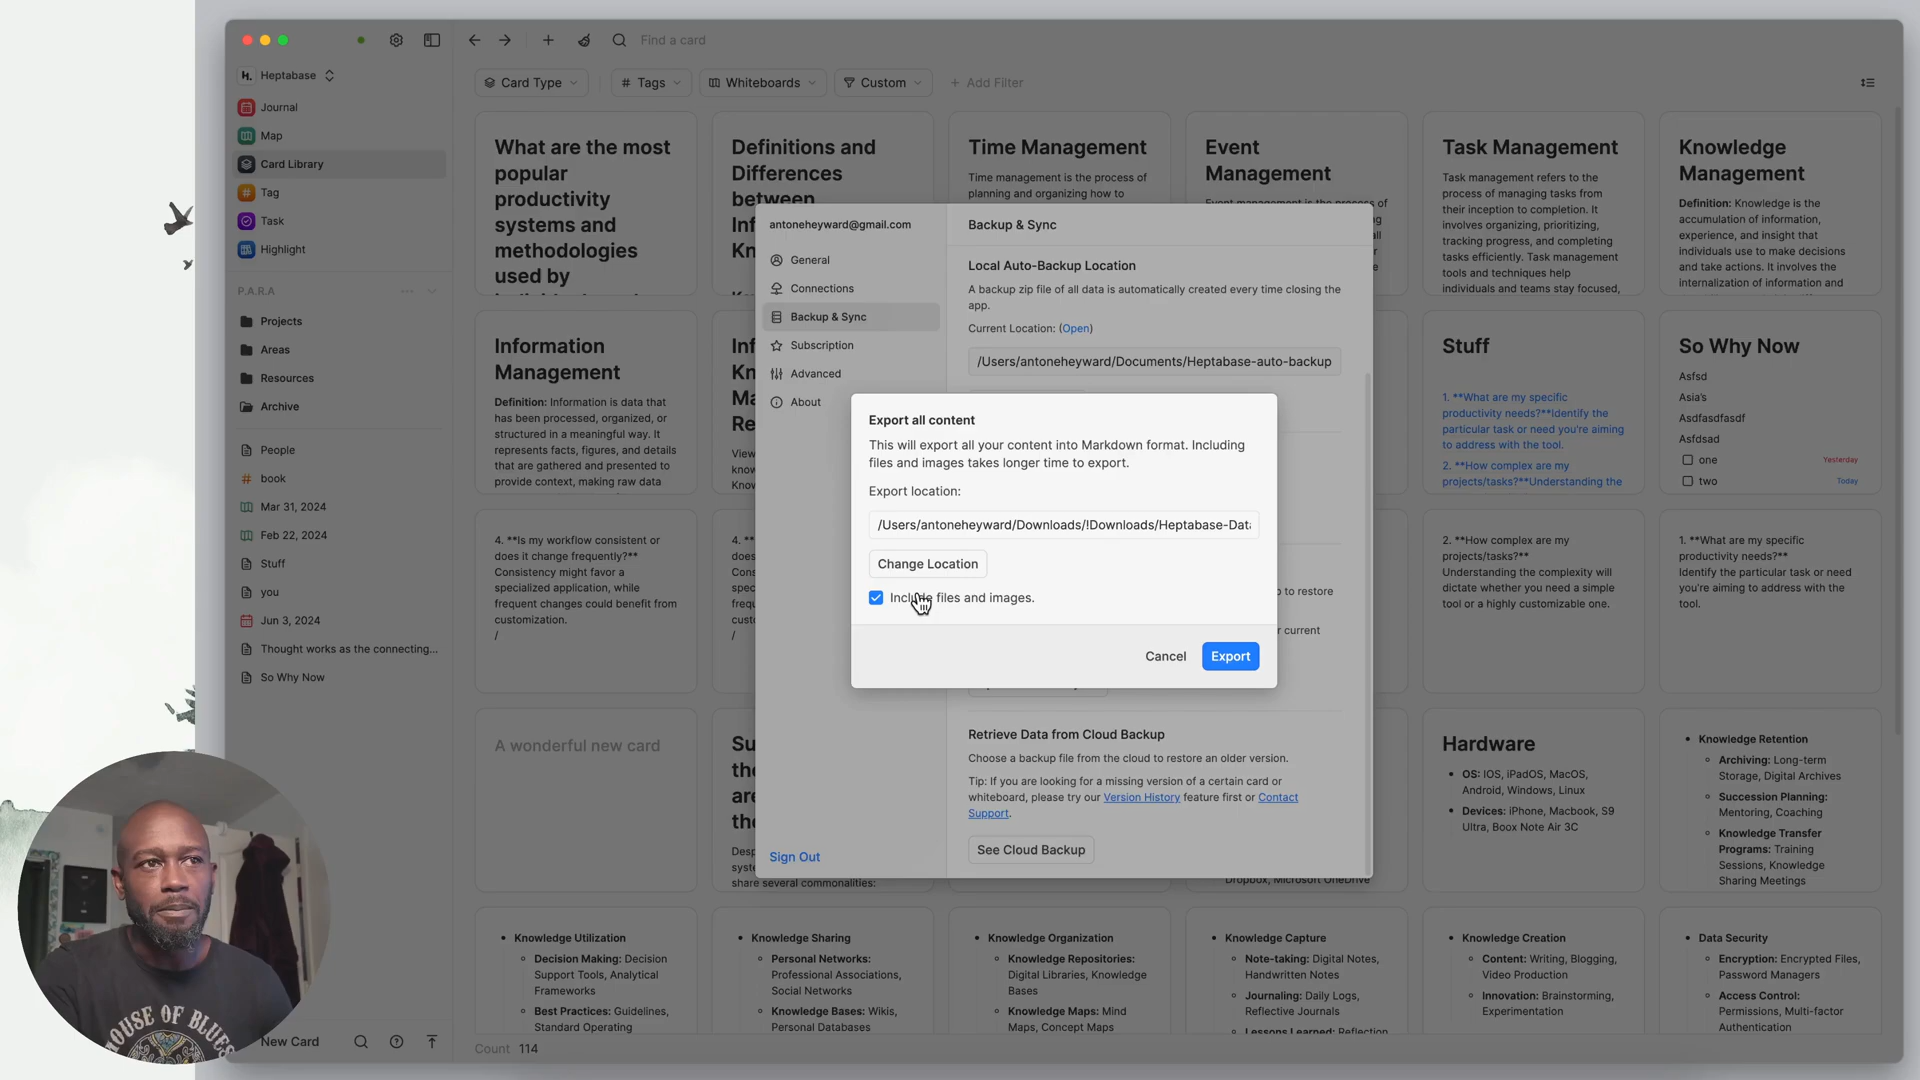 Find a card
Heptabase
Journal
Map
Card Library
Tag
Task
Highlight
P.A.R.A
Projects
Areas
Resources
Archive
People
book
Mar 31, 2024
Feb 22, 2024
Stuff
you
Jun 3, 2024
Thought works as the connecting...
So Why Now
New Card
Card Type
# Tags
Whiteboards
Custom
+ Add Filter
What are the most
popular
productivity
systems and
methodologies
used by
Definitions and
Differences
between
Time Management
Time management is the process of
planning and organizing how to
Event
Management
Task Management
Task management refers to the
process of managing tasks from
their inception to completion. It
involves organizing, prioritizing,
tracking progress, and completing
tasks efficiently. Task management
tools and techniques help
individuals and teams stay focused,
Knowledge
Management
Definition: Knowledge is the
accumulation of information,
experience, and insight that
individuals use to make decisions
and take actions. It involves the
internalization of information and
Information
Management
Definition: Information is data that
has been processed, organized, or
structured in a meaningful way. It
represents facts, figures, and details
that are gathered and presented to
provide context, making raw data
Stuff
1. **What are my specific
productivity needs?**Identify the
particular task or need you're aiming
to address with the tool.
2. **How complex are my
projects/tasks?**Understanding the
So Why Now
Asfsd
Asia's
Asdfasdfasdf
Asdfsad
one
Yesterday
two
Today
4. **Is my workflow consistent or
does it change frequently?**
Consistency might favor a
specialized application, while
frequent changes could benefit from
customization.
/
2. **How complex are my
projects/tasks?**
Understanding the complexity will
dictate whether you need a simple
tool or a highly customizable one.
1. **What are my specific
productivity needs?**
Identify the particular task or need
you're aiming to address with the
tool.
A wonderful new card
share several commonalities:
Hardware
• OS: IOS, iPadOS, MacOS,
Android, Windows, Linux
• Devices: iPhone, Macbook, S9
Ultra, Boox Note Air 3C
• Knowledge Retention
Archiving: Long-term
Storage, Digital Archives
Succession Planning:
Mentoring, Coaching
Knowledge Transfer
Programs: Training
Sessions, Knowledge
Sharing Meetings
• Knowledge Utilization
Decision Making: Decision
Support Tools, Analytical
Frameworks
Best Practices: Guidelines,
Standard Operating
• Knowledge Sharing
Personal Networks:
Professional Associations,
Social Networks
Knowledge Bases: Wikis,
Personal Databases
• Knowledge Organization
Knowledge Repositories:
Digital Libraries, Knowledge
Bases
Knowledge Maps: Mind
Maps, Concept Maps
• Knowledge Capture
Note-taking: Digital Notes,
Handwritten Notes
Journaling: Daily Logs,
Reflective Journals
Lessons Learned: Reflection
• Knowledge Creation
Content: Writing, Blogging,
Video Production
Innovation: Brainstorming,
Experimentation
• Data Security
Encryption: Encrypted Files,
Password Managers
Access Control:
Permissions, Multi-factor
Authentication
Count 114
antoneheyward@gmail.com
General
Connections
Backup & Sync
Subscription
Advanced
About
Sign Out
Backup & Sync
Local Auto-Backup Location
A backup zip file of all data is automatically created every time closing the
app.
Current Location: (Open)
/Users/antoneheyward/Documents/Heptabase-auto-backup
Export all content
This will export all your content into Markdown format. Including
files and images takes longer time to export.
Export location:
/Users/antoneheyward/Downloads/!Downloads/Heptabase-Data
Change Location
Include files and images.
Cancel
Export
p to restore
r current
Retrieve Data from Cloud Backup
Choose a backup file from the cloud to restore an older version.
Tip: If you are looking for a missing version of a certain card or
whiteboard, please try our Version History feature first or Contact
Support.
See Cloud Backup
Dropbox, Microsoft OneDrive
HOUSE OF BLUES